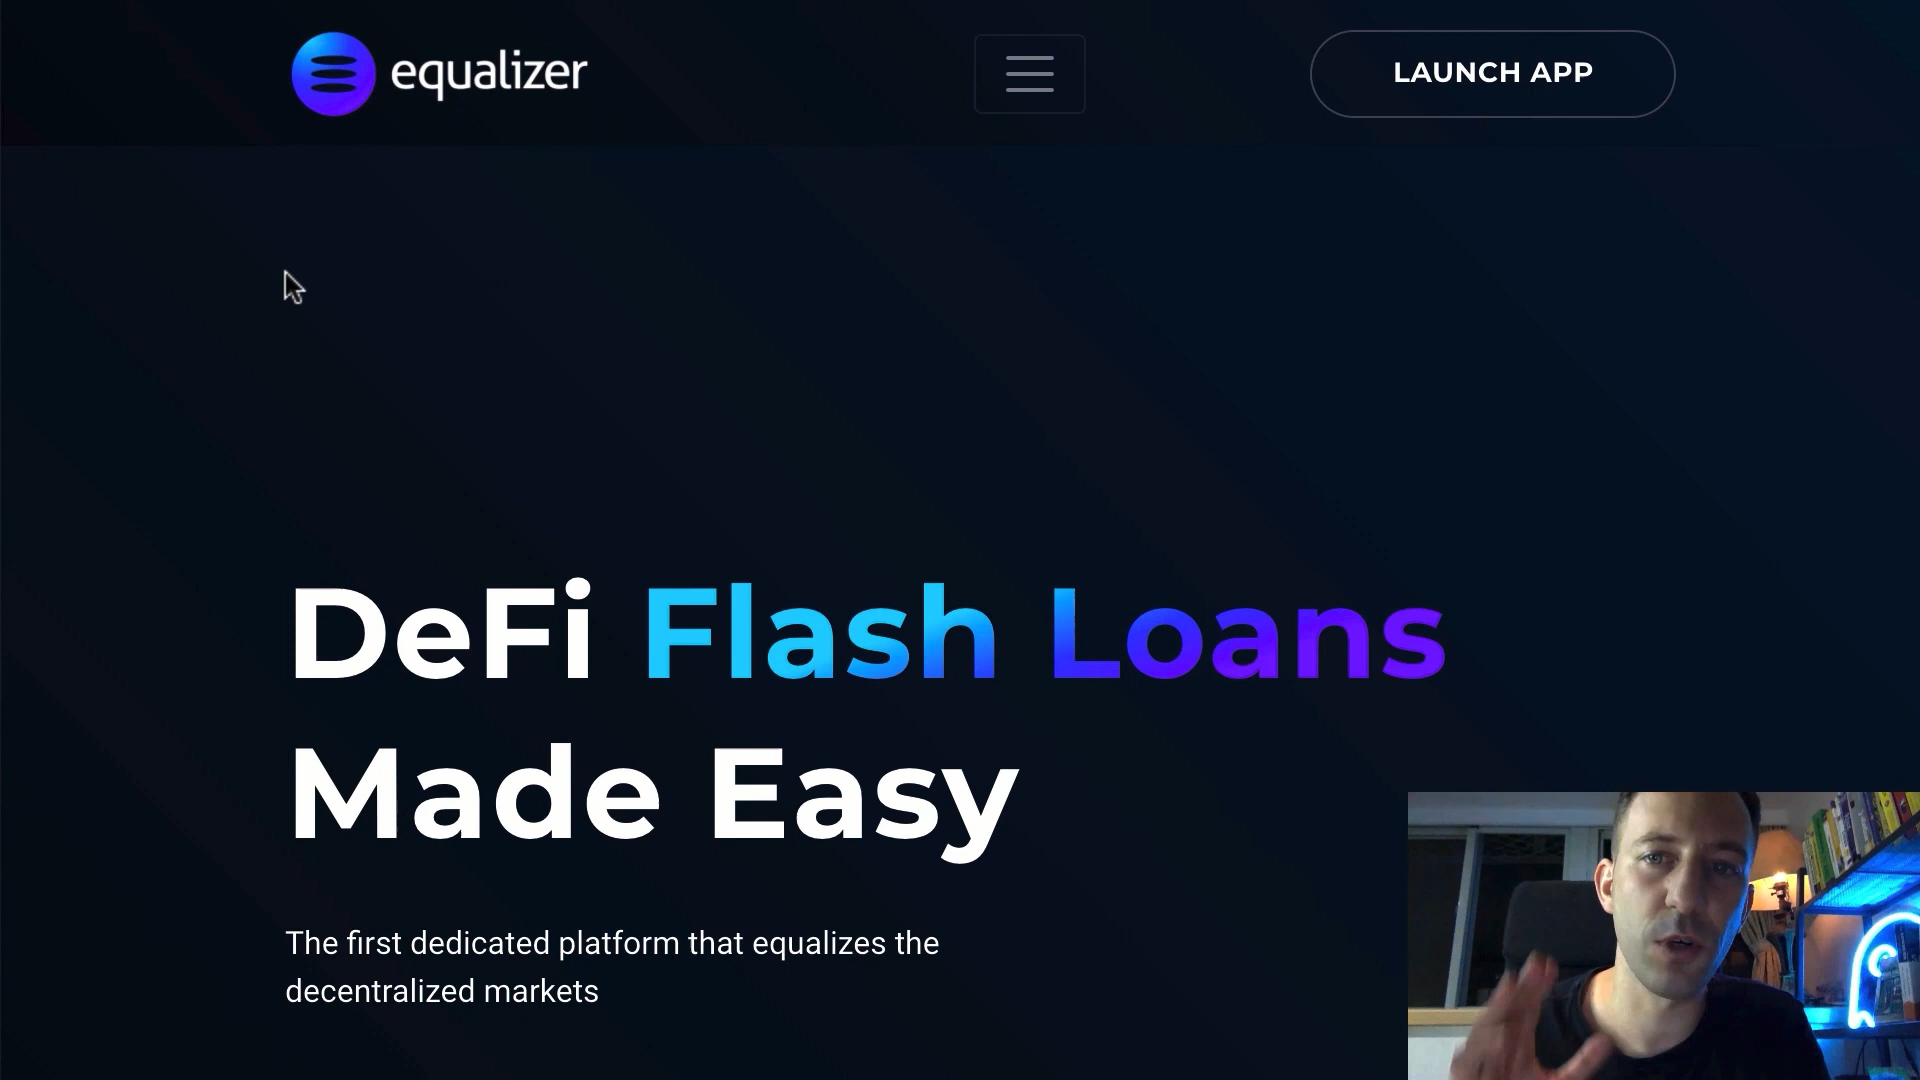 equalizer
LAUNCH APP
DeFi Flash Loans
Made Easy
The first dedicated platform that equalizes the
decentralized markets